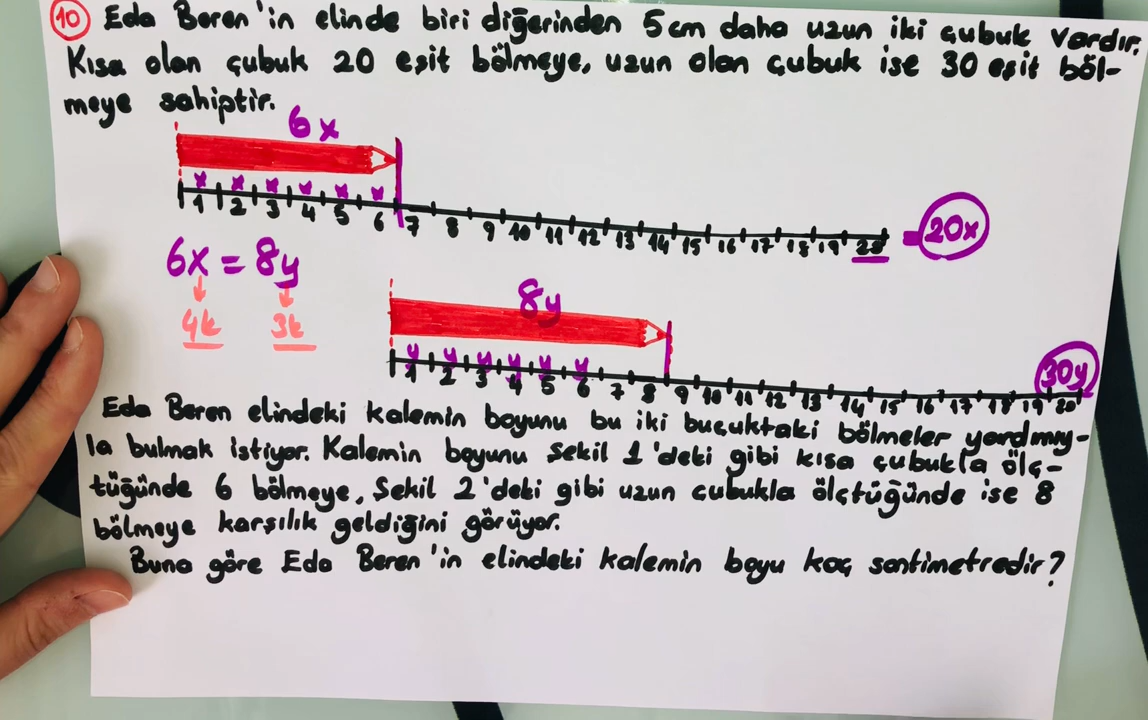 10 Eda Beren'in elinde biri diğerinden 5cm daha uzun iki çubuk vardır.
Kısa olan çubuk 20 eşit bölmeye, uzun olan çubuk ise 30 eşit böl-
meye sahiptir.
6x
x x x x x x
1 2 3 4 5 6 7 8 9 10 11 12 13 14 15 16 17 18 19 20
20x
6x = 8y
4k 3k
8y
y y y y y y
1 2 3 4 5 6 7 8 9 10 11 12 13 14 15 16 17 18 19 20
30y
Eda Beren elindeki kalemin boyunu bu iki bucuktaki bölmeler yardımıy-
la bulmak istiyor. Kalemin boyunu Şekil 1'deki gibi kısa çubukla ölç-
tüğünde 6 bölmeye, Şekil 2'deki gibi uzun cubukla ölçtüğünde ise 8
bölmeye karşılık geldiğini görüyor.
Buna göre Eda Beren'in elindeki kalemin boyu kaç santimetredir?